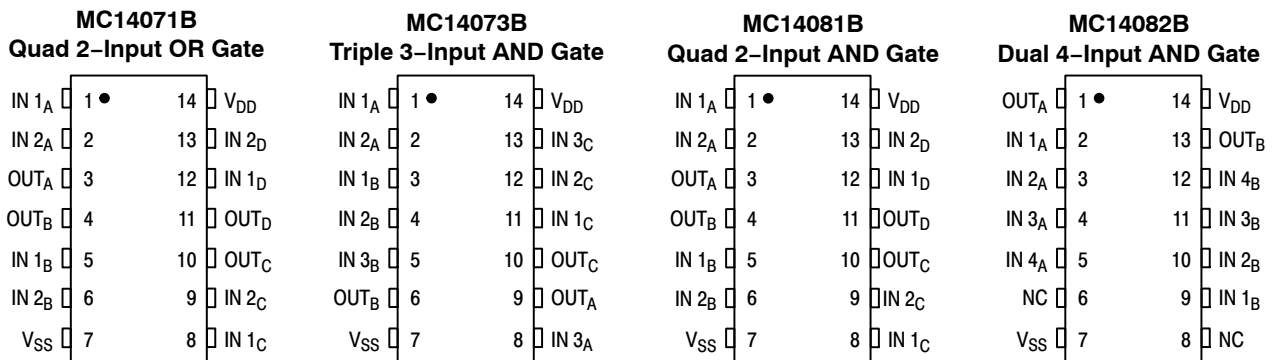 MC14071B
Quad 2–Input OR Gate
IN 1A 1 14 VDD
IN 2A 2 13 IN 2D
OUTA 3 12 IN 1D
OUTB 4 11 OUTD
IN 1B 5 10 OUTC
IN 2B 6 9 IN 2C
VSS 7 8 IN 1C
MC14073B
Triple 3–Input AND Gate
IN 1A 1 14 VDD
IN 2A 2 13 IN 3C
IN 1B 3 12 IN 2C
IN 2B 4 11 IN 1C
IN 3B 5 10 OUTC
OUTB 6 9 OUTA
VSS 7 8 IN 3A
MC14081B
Quad 2–Input AND Gate
IN 1A 1 14 VDD
IN 2A 2 13 IN 2D
OUTA 3 12 IN 1D
OUTB 4 11 OUTD
IN 1B 5 10 OUTC
IN 2B 6 9 IN 2C
VSS 7 8 IN 1C
MC14082B
Dual 4–Input AND Gate
OUTA 1 14 VDD
IN 1A 2 13 OUTB
IN 2A 3 12 IN 4B
IN 3A 4 11 IN 3B
IN 4A 5 10 IN 2B
NC 6 9 IN 1B
VSS 7 8 NC